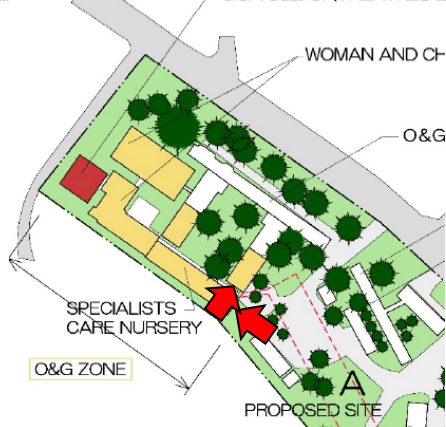 WOMAN AND CH
O&G
SPECIALISTS
CARE NURSERY
O&G ZONE
A
PROPOSED SITE